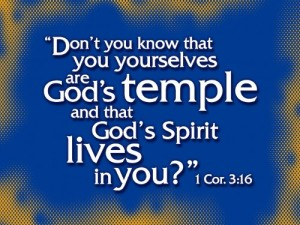 “Don’t you know that
you yourselves
are
God’s temple
and that
God’s Spirit
lives
in you?” 1 Cor. 3:16